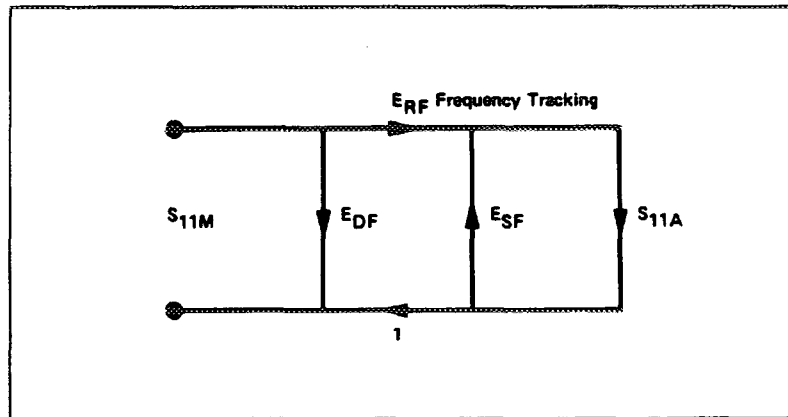 E_RF Frequency Tracking
S_11M
E_DF
E_SF
S_11A
1